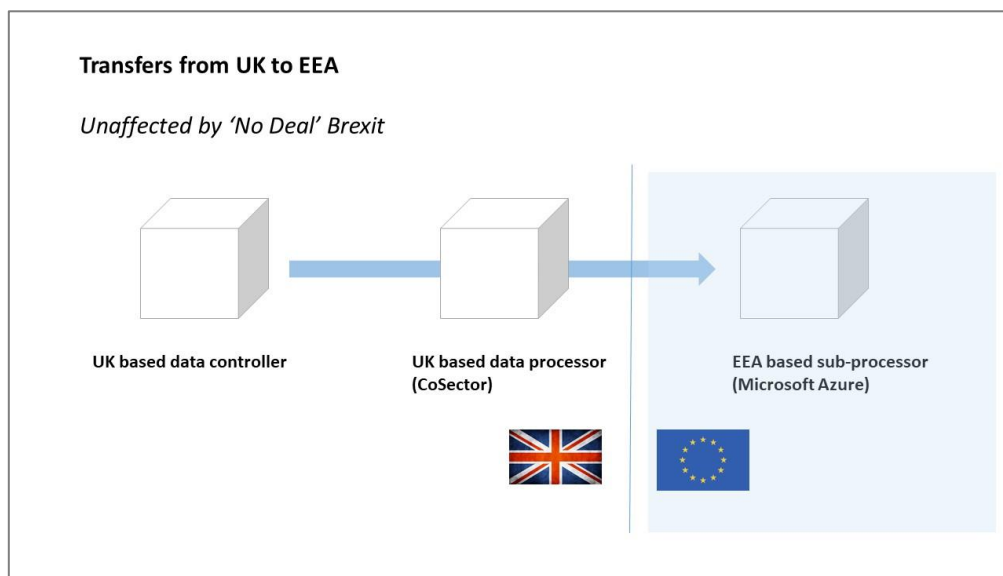 Transfers from UK to EEA
Unaffected by ‘No Deal’ Brexit
UK based data controller
UK based data processor
(CoSector)
EEA based sub-processor
(Microsoft Azure)